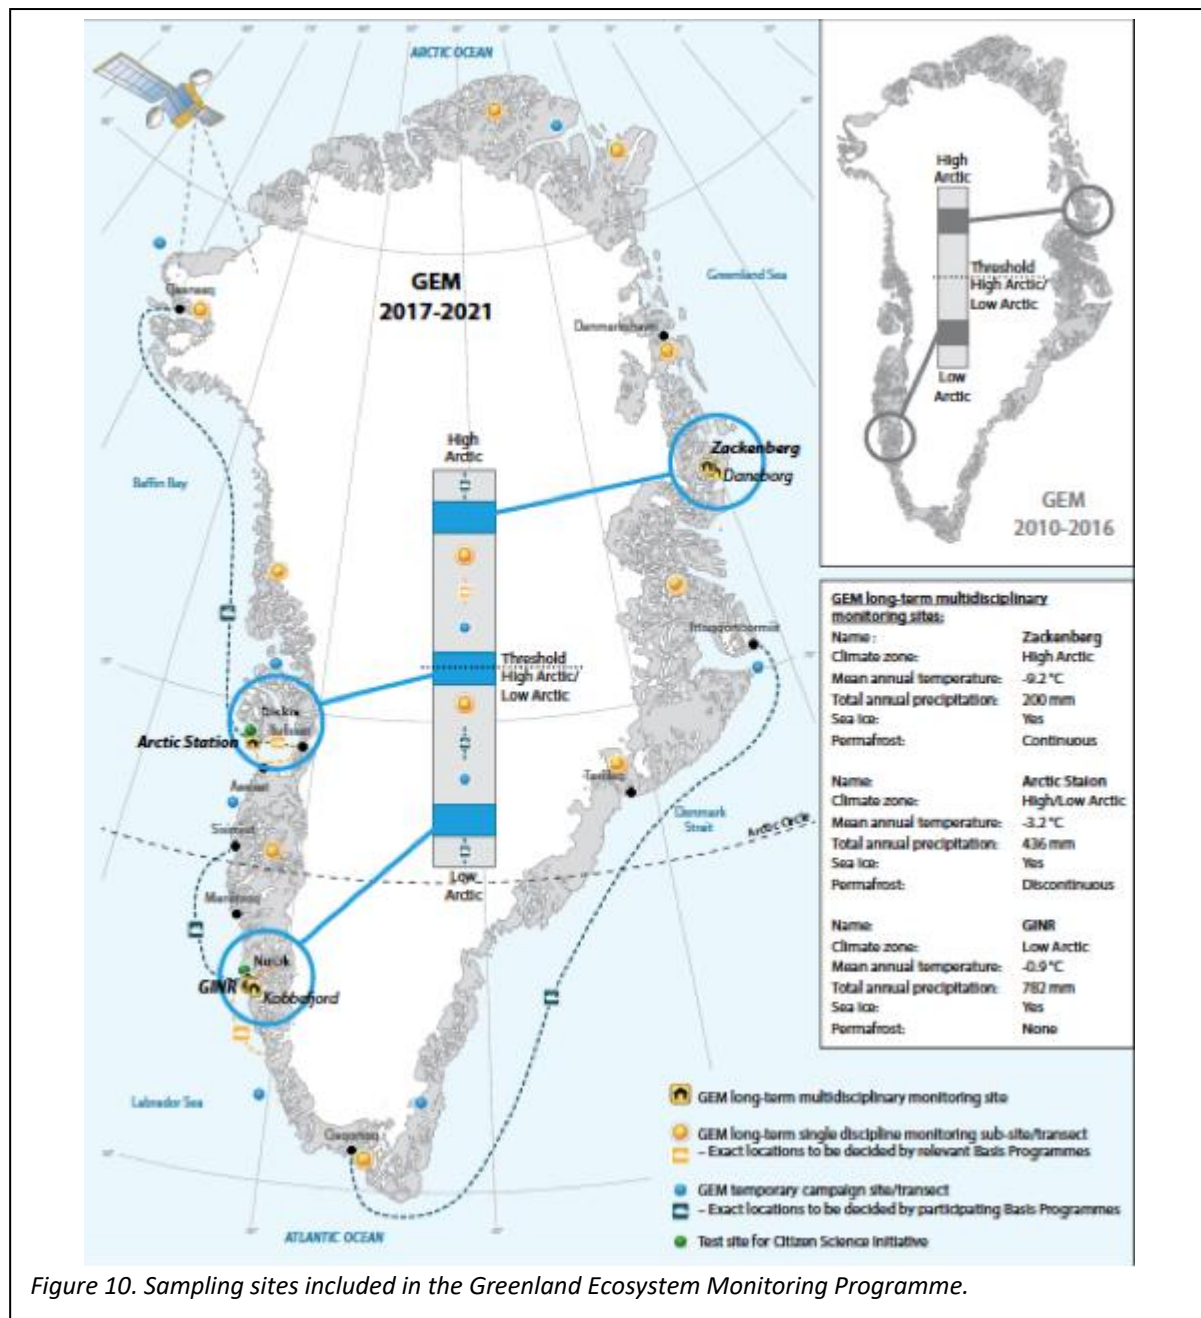 ARCTIC OCEAN
GEM
2017-2021
Greenland Sea
Qaanaaq
Danmarkshavn
Baffin Bay
High
Arctic
Zackenberg
Daneborg
Threshold
High Arctic/
Low Arctic
Ittoqqortoormiit
Disko
Arctic Station
Ilulissat
Aasiaat
Sisimiut
Tasiilaq
Denmark
Strait
Arctic Circle
Low
Arctic
Maniitsoq
Nuuk
GINR
Kobbefjord
Labrador Sea
Qaqortoq
ATLANTIC OCEAN
High
Arctic
Threshold
High Arctic/
Low Arctic
Low
Arctic
GEM
2010-2016
GEM long-term multidisciplinary
monitoring sites:
Name : Zackenberg
Climate zone: High Arctic
Mean annual temperature: -9.2 °C
Total annual precipitation: 200 mm
Sea Ice: Yes
Permafrost: Continuous
Name: Arctic Staion
Climate zone: High/Low Arctic
Mean annual temperature: -3.2 °C
Total annual precipitation: 436 mm
Sea Ice: Yes
Permafrost: Discontinuous
Name: GINR
Climate zone: Low Arctic
Mean annual temperature: -0.9 °C
Total annual precipitation: 782 mm
Sea Ice: Yes
Permafrost: None
GEM long-term multidisciplinary monitoring site
GEM long-term single discipline monitoring sub-site/transect
– Exact locations to be decided by relevant Basis Programmes
GEM temporary campaign site/transect
– Exact locations to be decided by participating Basis Programmes
Test site for Citizen Science Initiative
Figure 10. Sampling sites included in the Greenland Ecosystem Monitoring Programme.